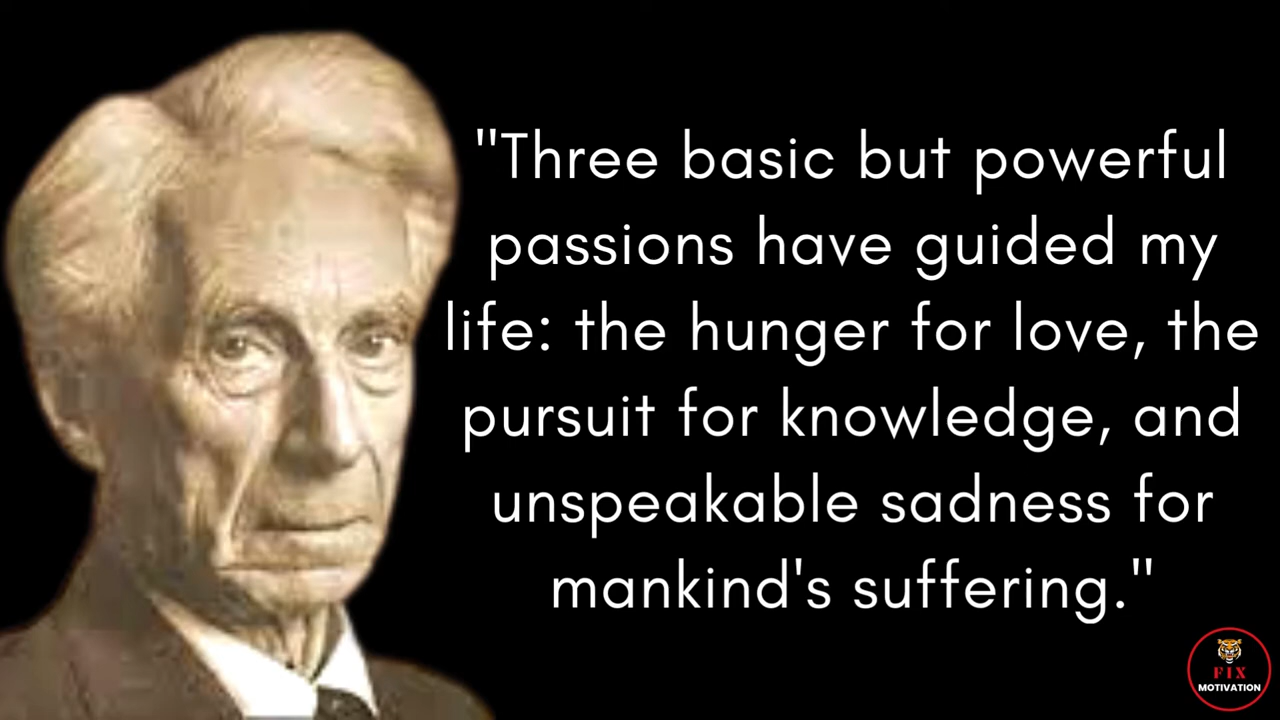 "Three basic but powerful
passions have guided my
life: the hunger for love, the
pursuit for knowledge, and
unspeakable sadness for
mankind's suffering."
FIX
MOTIVATION